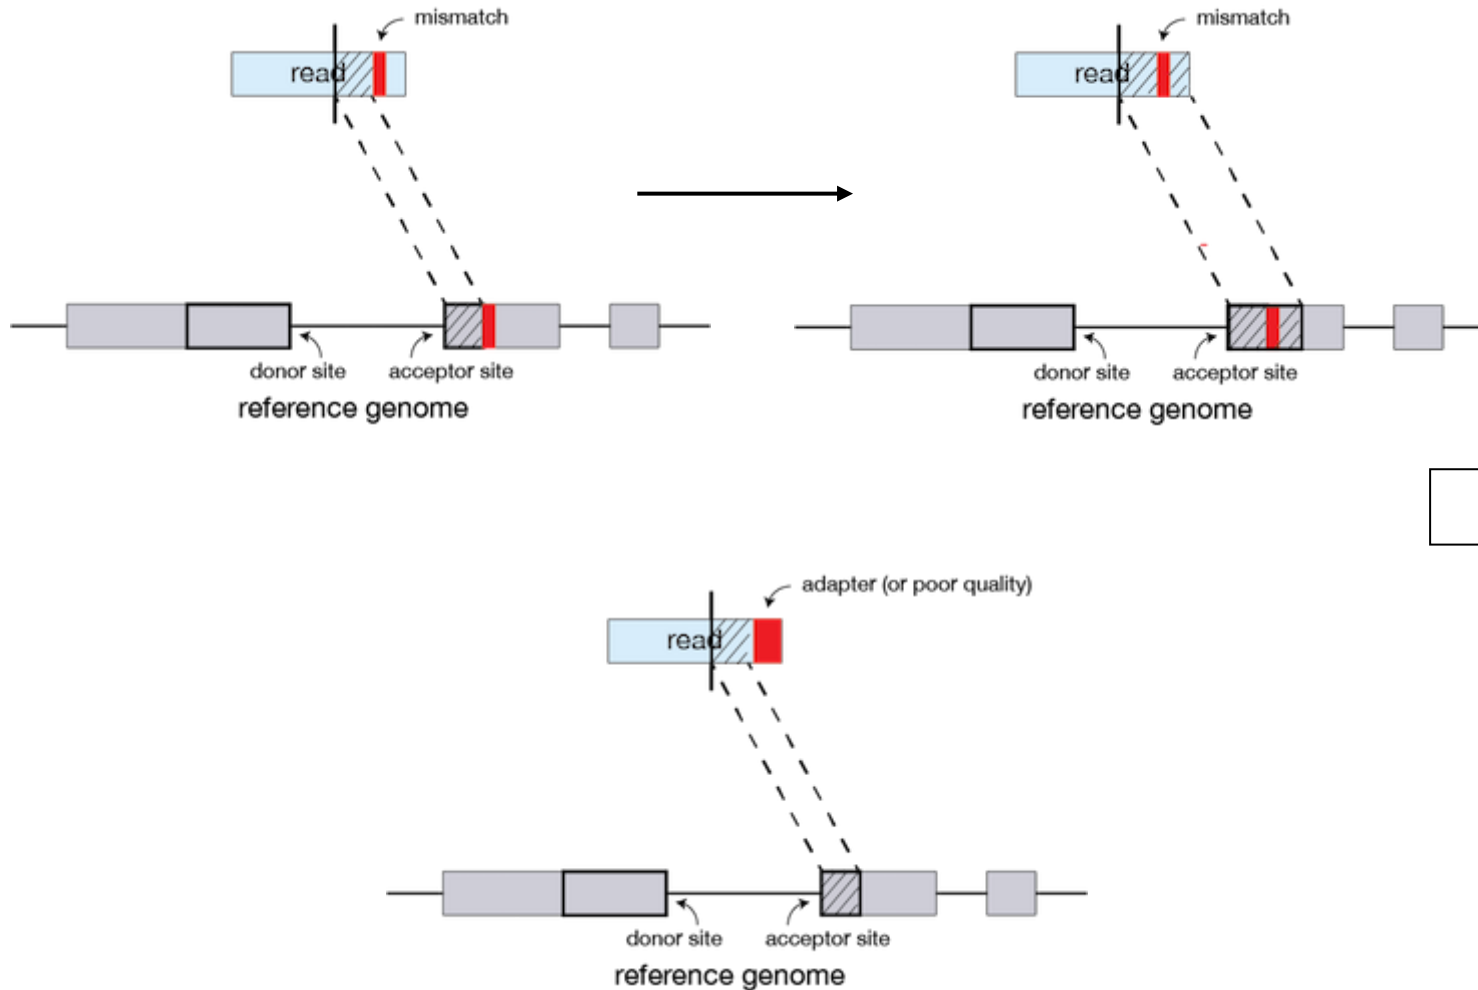 mismatch
read
donor site
acceptor site
reference genome
mismatch
read
donor site
acceptor site
reference genome
adapter (or poor quality)
read
donor site
acceptor site
reference genome